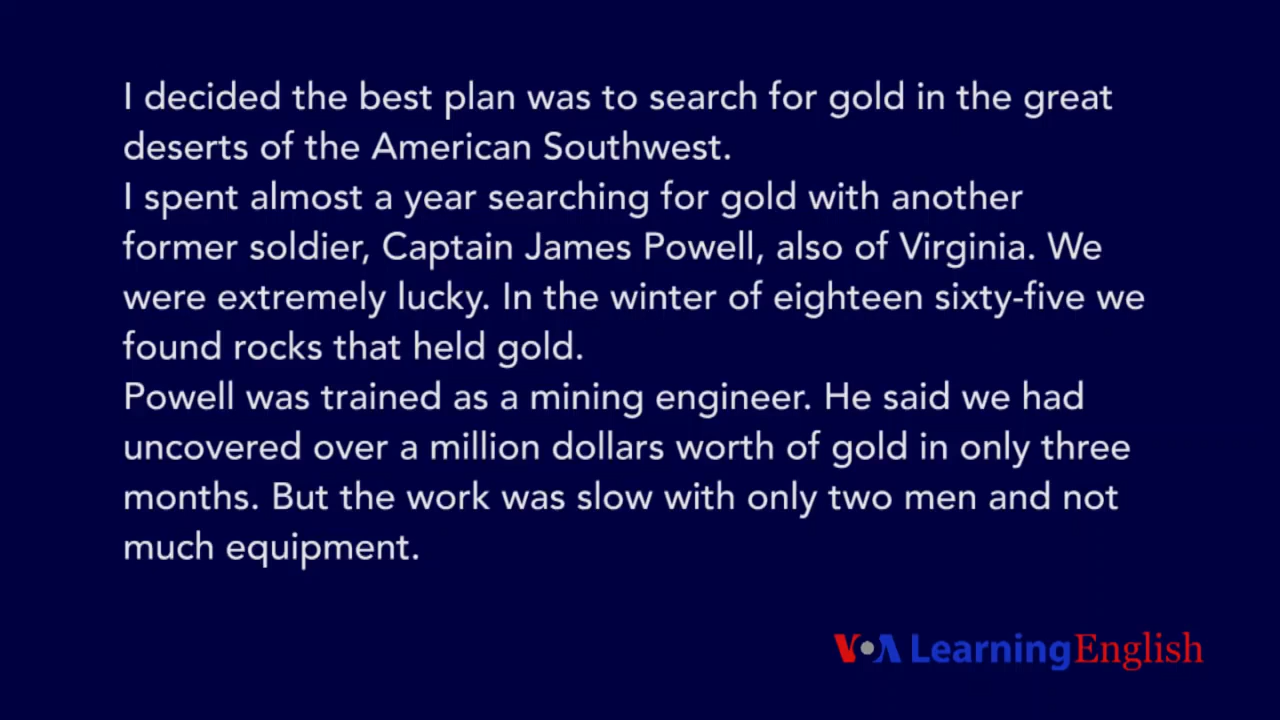 I decided the best plan was to search for gold in the great
deserts of the American Southwest.
I spent almost a year searching for gold with another
former soldier, Captain James Powell, also of Virginia. We
were extremely lucky. In the winter of eighteen sixty-five we
found rocks that held gold.
Powell was trained as a mining engineer. He said we had
uncovered over a million dollars worth of gold in only three
months. But the work was slow with only two men and not
much equipment.
VOA Learning English